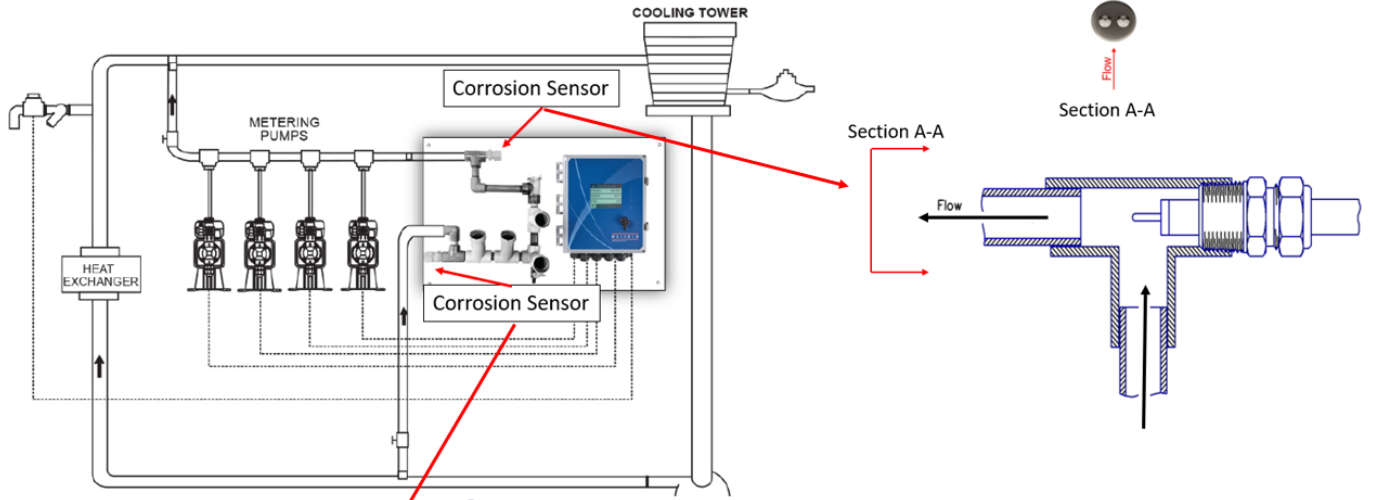 COOLING TOWER
Corrosion Sensor
METERING
PUMPS
HEAT
EXCHANGER
Corrosion Sensor
Flow
Section A-A
Section A-A
Flow